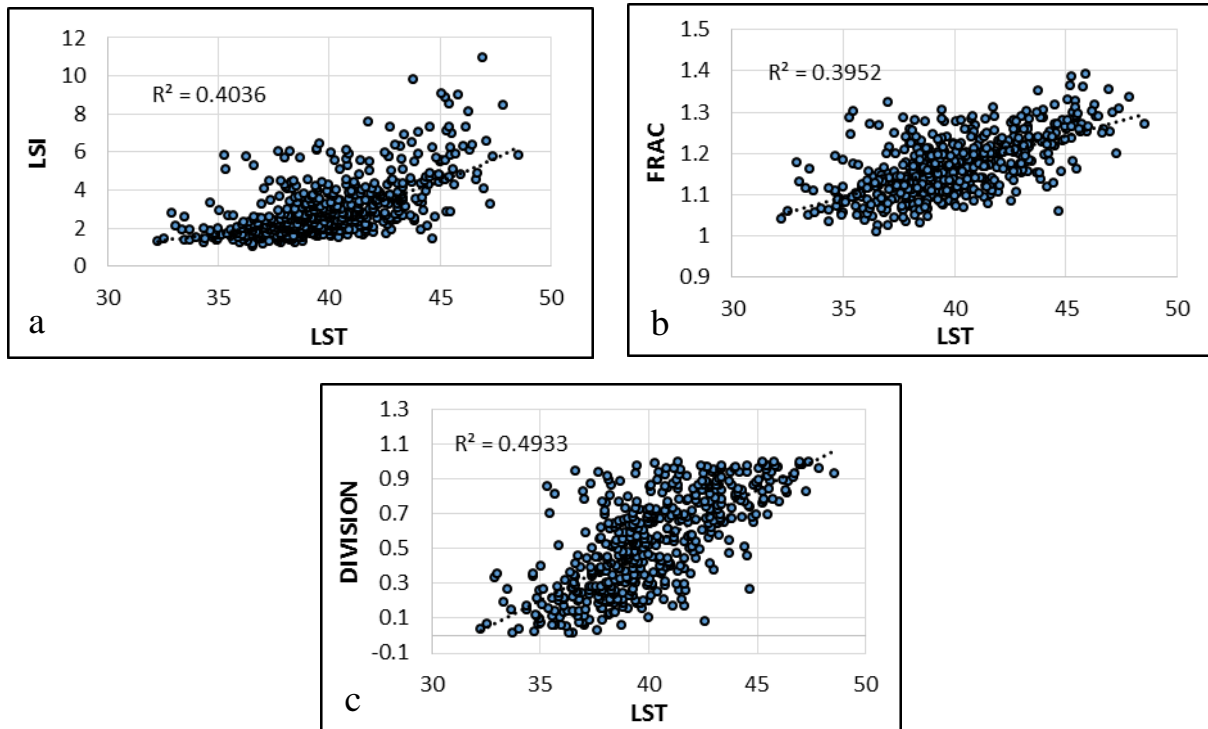 12
10
8
6
4
2
0
LSI
R² = 0.4036
30 35 40 45 50
LST
a
1.5
1.4
1.3
1.2
1.1
1
0.9
FRAC
R² = 0.3952
30 35 40 45 50
LST
b
1.3
1.1
0.9
0.7
0.5
0.3
0.1
-0.1
DIVISION
R² = 0.4933
30 35 40 45 50
LST
c